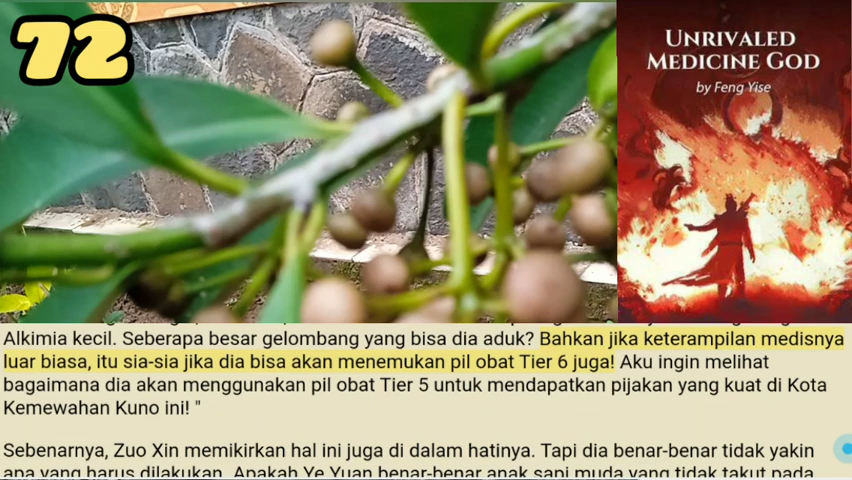 72
UNRIVALED
MEDICINE GOD
by Feng Yise
Alkimia kecil. Seberapa besar gelombang yang bisa dia aduk? Bahkan jika keterampilan medisnya
luar biasa, itu sia-sia jika dia bisa akan menemukan pil obat Tier 6 juga! Aku ingin melihat
bagaimana dia akan menggunakan pil obat Tier 5 untuk mendapatkan pijakan yang kuat di Kota
Kemewahan Kuno ini! "
Sebenarnya, Zuo Xin memikirkan hal ini juga di dalam hatinya. Tapi dia benar-benar tidak yakin
apa yang harus dilakukan. Apakah Ye Yuan benar-benar anak sapi muda yang tidak takut pada